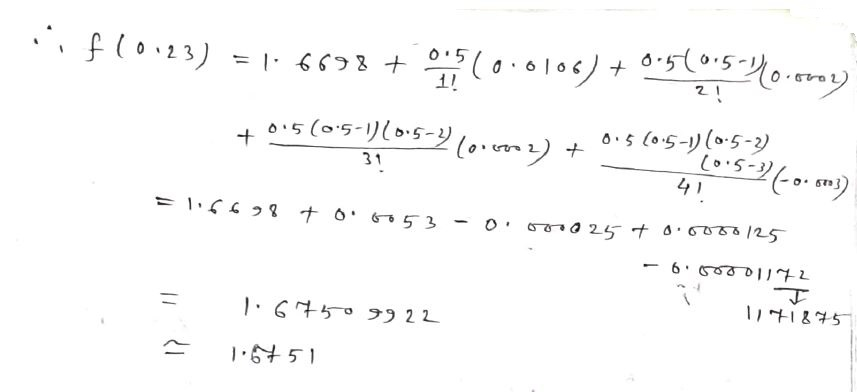 ∴ f(0.23) = 1.6698 + 0.5/1! (0.0106) + 0.5(0.5-1)/2! (0.0002)
+ 0.5(0.5-1)(0.5-2)/3! (0.0002) + 0.5(0.5-1)(0.5-2)(0.5-3)/4! (-0.0003)
= 1.6698 + 0.0053 - 0.000025 + 0.0000125
- 0.00001172
↓
1171875
= 1.67509922
≃ 1.6751